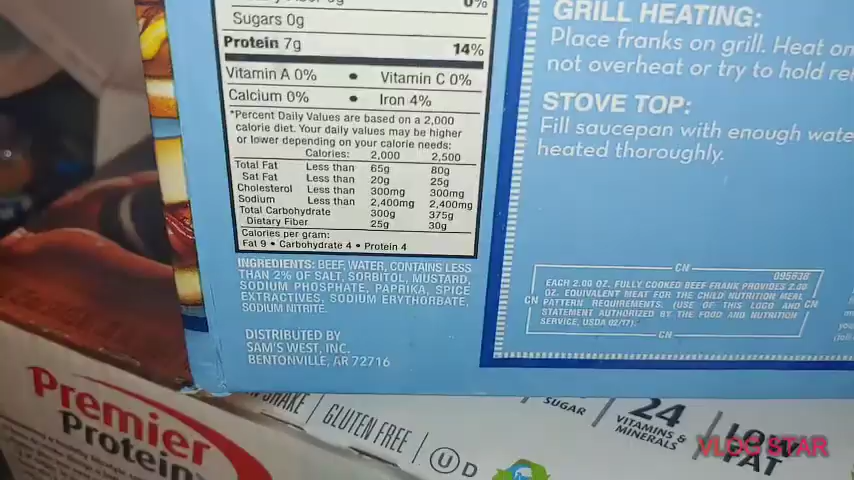 0%
Sugars 0g
Protein 7g 14%
Vitamin A 0% • Vitamin C 0%
Calcium 0% • Iron 4%
*Percent Daily Values are based on a 2,000
calorie diet. Your daily values may be higher
or lower depending on your calorie needs:
Calories: 2,000 2,500
Total Fat Less than 65g 80g
Sat Fat Less than 20g 25g
Cholesterol Less than 300mg 300mg
Sodium Less than 2,400mg 2,400mg
Total Carbohydrate 300g 375g
Dietary Fiber 25g 30g
Calories per gram:
Fat 9 • Carbohydrate 4 • Protein 4
INGREDIENTS: BEEF, WATER, CONTAINS LESS
THAN 2% OF SALT, SORBITOL, MUSTARD,
SODIUM PHOSPHATE, PAPRIKA, SPICE
EXTRACTIVES, SODIUM ERYTHORBATE,
SODIUM NITRITE.
DISTRIBUTED BY
SAM'S WEST, INC.
BENTONVILLE, AR 72716
GRILL HEATING:
Place franks on grill. Heat on
not overheat or try to hold
STOVE TOP:
Fill saucepan with enough wate
heated thoroughly.
CN
095838
EACH 2.00 OZ. FULLY COOKED BEEF FRANK PROVIDES 2.00
OZ. EQUIVALENT MEAT FOR THE CHILD NUTRITION MEAL
CN PATTERN REQUIREMENTS. (USE OF THIS LOGO AND CN
STATEMENT AUTHORIZED BY THE FOOD AND NUTRITION
SERVICE, USDA 02/17).
CN
Premier
Protein
SHAKE
GLUTEN FREE
U D
SUGAR
24
VITAMINS &
MINERALS
LOW
FAT
VLOG STAR